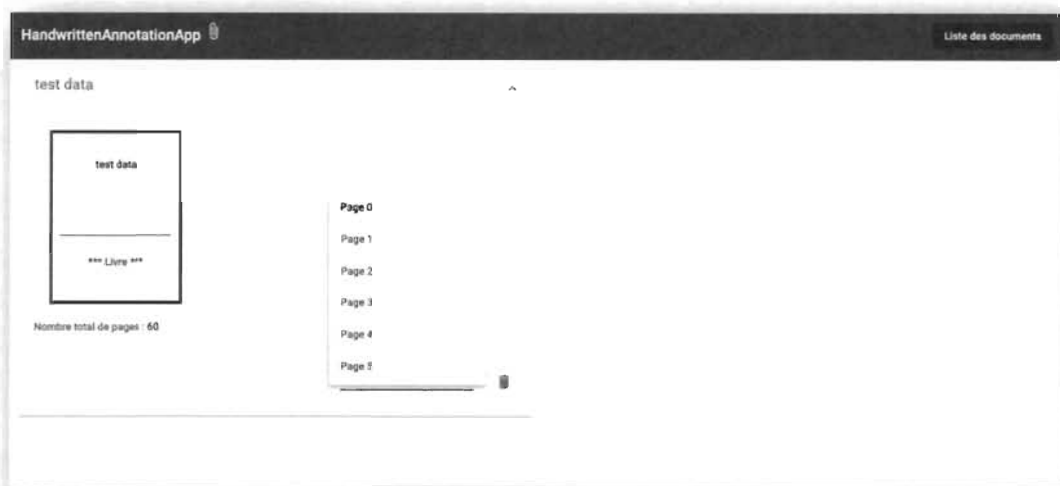 HandwrittenAnnotationApp
Liste des documents
test data
test data
*** Livre ***
Nombre total de pages : 60
Page 0
Page 1
Page 2
Page 3
Page 4
Page 5